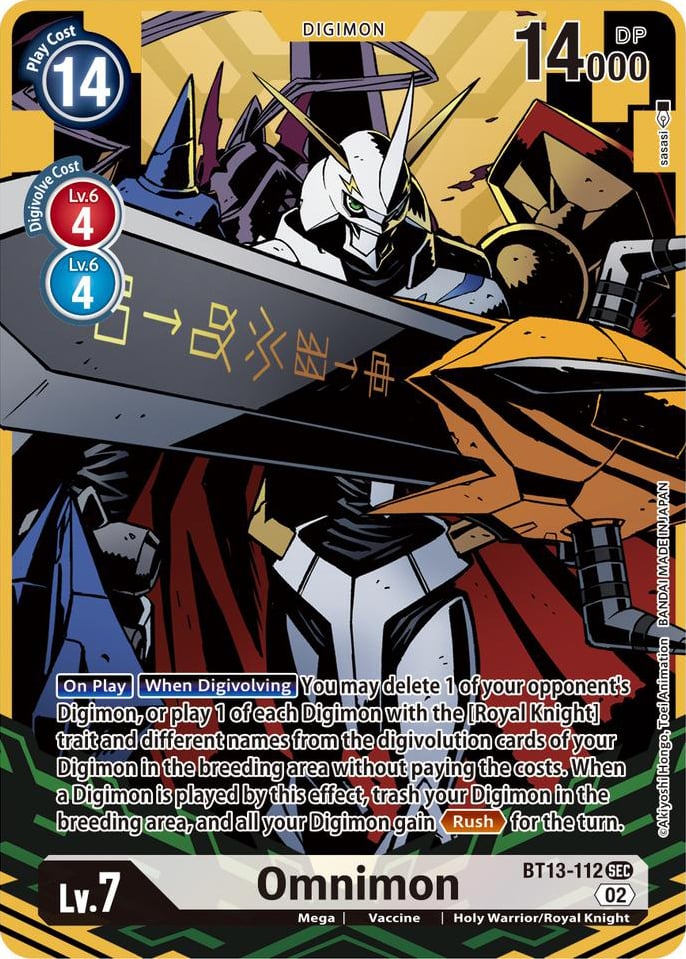 DIGIMON
Play Cost
14
14000
DP
Digivolve Cost
Lv.6
4
Lv.6
4
sasasi
On Play When Digivolving You may delete 1 of your opponent's
Digimon, or play 1 of each Digimon with the [Royal Knight]
trait and different names from the digivolution cards of your
Digimon in the breeding area without paying the costs. When
a Digimon is played by this effect, trash your Digimon in the
breeding area, and all your Digimon gain Rush for the turn.
©Akiyoshi Hongo, Toei Animation BANDAI MADE IN JAPAN
BT13-112 SEC
Lv.7
Omnimon
02
Mega | Vaccine | Holy Warrior/Royal Knight